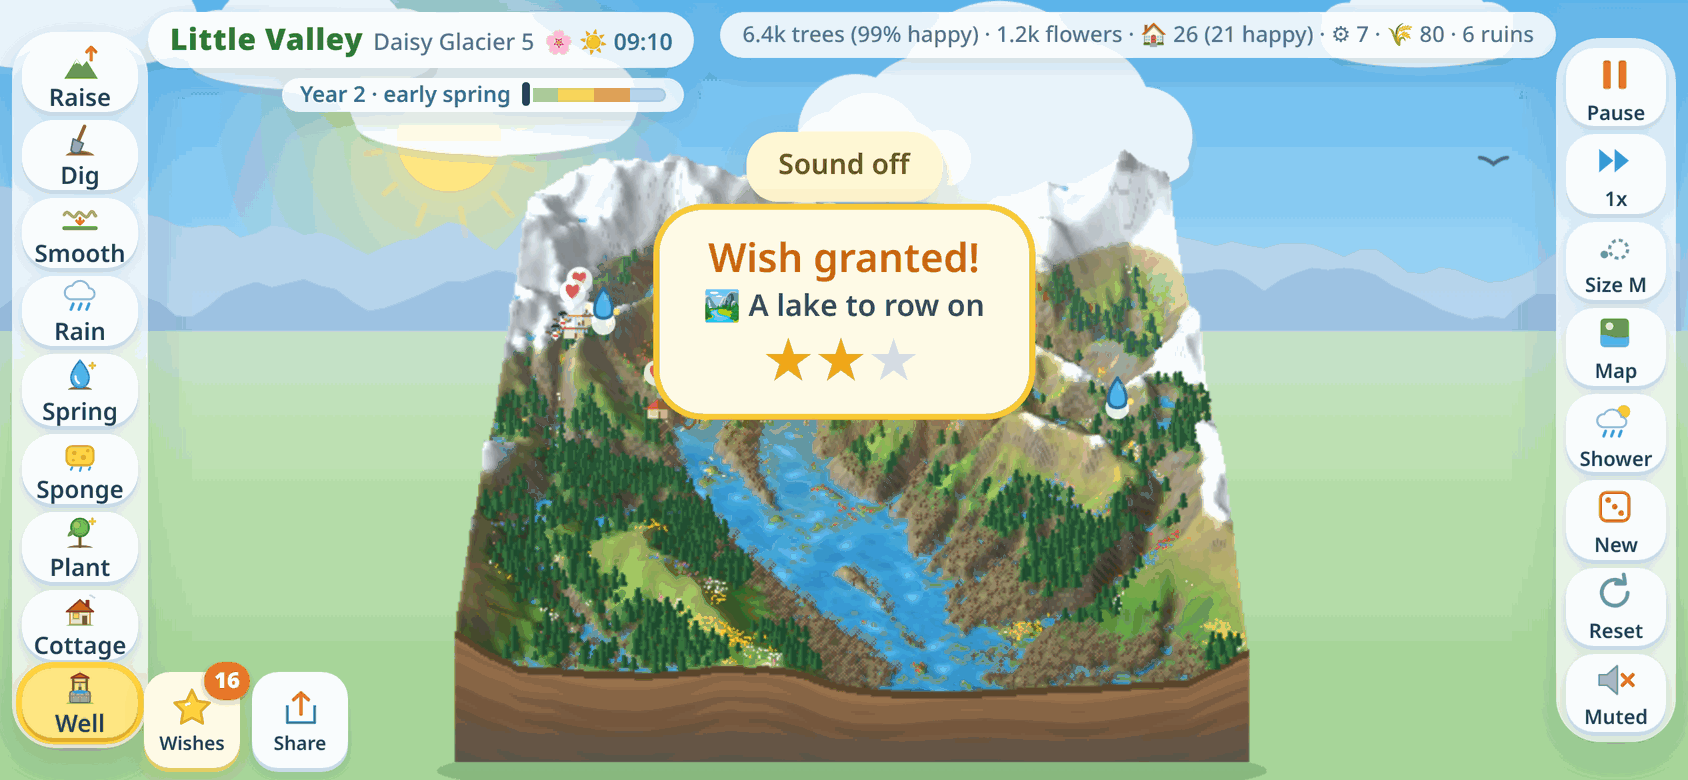 Little Valley Daisy Glacier 5 09:10
6.4k trees (99% happy) · 1.2k flowers · 26 (21 happy) · 7 · 80 · 6 ruins
Year 2 · early spring
Raise
Dig
Smooth
Rain
Spring
Sponge
Plant
Cottage
Well
16
Wishes
Share
Sound off
Wish granted!
A lake to row on
Pause
1x
Size M
Map
Shower
New
Reset
Muted